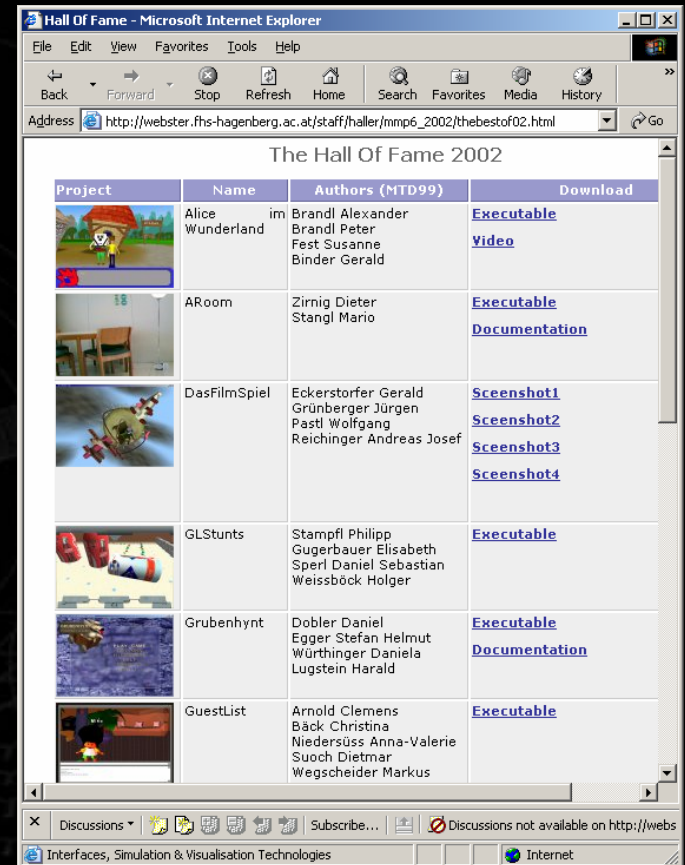 Hall Of Fame - Microsoft Internet Explorer
File Edit View Favorites Tools Help
Back Forward Stop Refresh Home Search Favorites Media History
Address http://webster.fhs-hagenberg.ac.at/staff/haller/mmp6_2002/thebestof02.html Go
The Hall Of Fame 2002
Project Name Authors (MTD99) Download
Alice im Brandl Alexander Executable
Wunderland Brandl Peter
Fest Susanne Video
Binder Gerald
ARoom Zirnig Dieter Executable
Stangl Mario
Documentation
DasFilmSpiel Eckerstorfer Gerald Sceenshot1
Grünberger Jürgen
Pastl Wolfgang Sceenshot2
Reichinger Andreas Josef
Sceenshot3
Sceenshot4
GLStunts Stampfl Philipp Executable
Gugerbauer Elisabeth
Sperl Daniel Sebastian
Weissböck Holger
Grubenhynt Dobler Daniel Executable
Egger Stefan Helmut
Würthinger Daniela Documentation
Lugstein Harald
GuestList Arnold Clemens Executable
Bäck Christina
Niedersüss Anna-Valerie
Suoch Dietmar
Wegscheider Markus
Discussions Subscribe... Discussions not available on http://webs
Interfaces, Simulation & Visualisation Technologies Internet